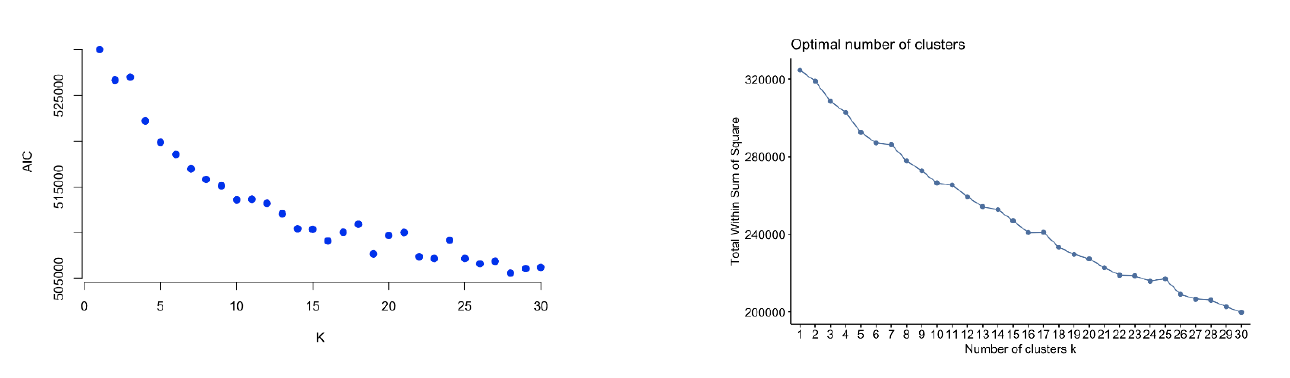 AIC
525000
515000
505000
0 5 10 15 20 25 30
K
Optimal number of clusters
Total Within Sum of Square
320000
280000
240000
200000
1 2 3 4 5 6 7 8 9 10 11 12 13 14 15 16 17 18 19 20 21 22 23 24 25 26 27 28 29 30
Number of clusters k